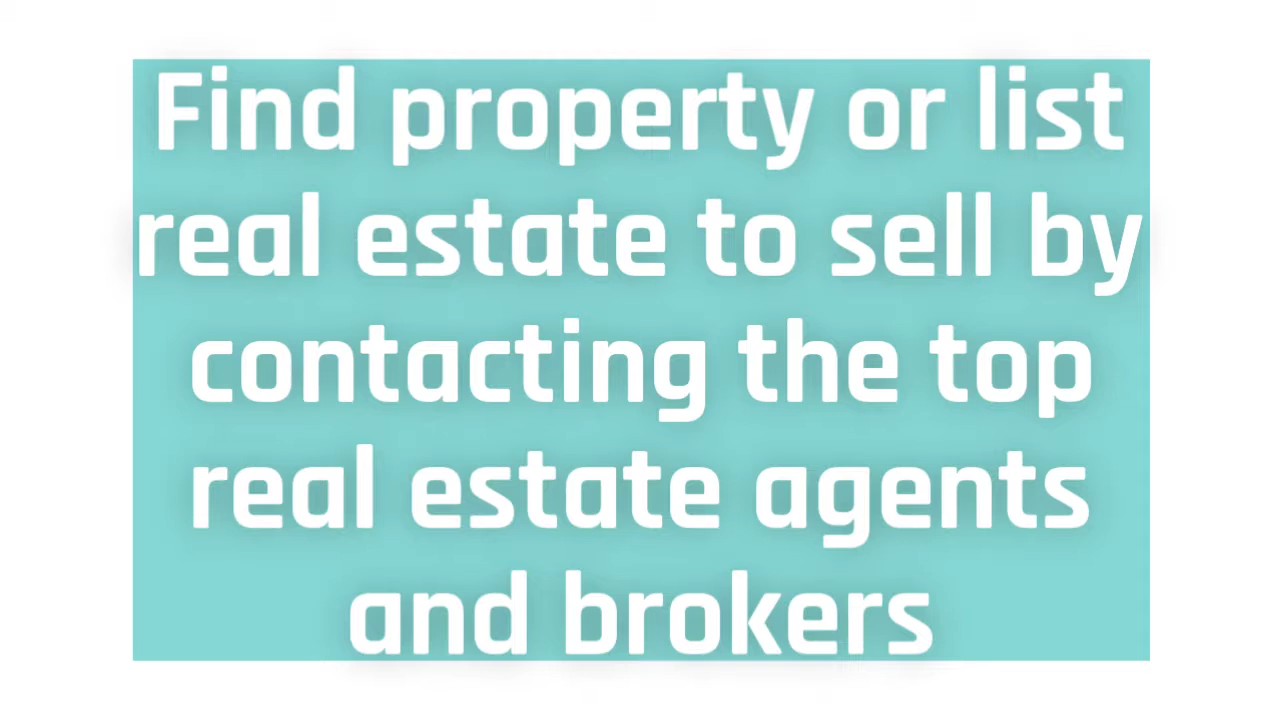 Find property or list
real estate to sell by
contacting the top
real estate agents
and brokers